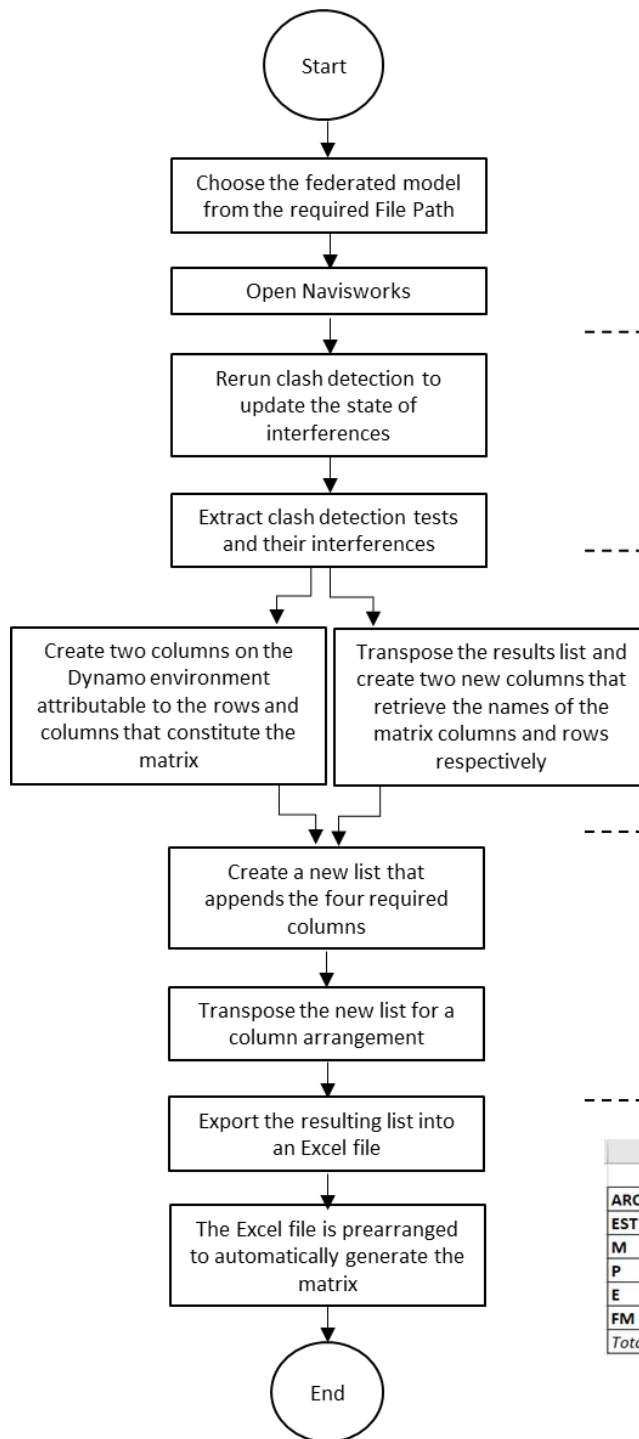 Start
Choose the federated model
from the required File Path
Open Navisworks
Rerun clash detection to
update the state of
interferences
Extract clash detection tests
and their interferences
Create two columns on the
Dynamo environment
attributable to the rows and
columns that constitute the
matrix
Transpose the results list and
create two new columns that
retrieve the names of the
matrix columns and rows
respectively
Create a new list that
appends the four required
columns
Transpose the new list for a
column arrangement
Export the resulting list into
an Excel file
The Excel file is prearranged
to automatically generate the
matrix
End
EST
M
P
E
FM